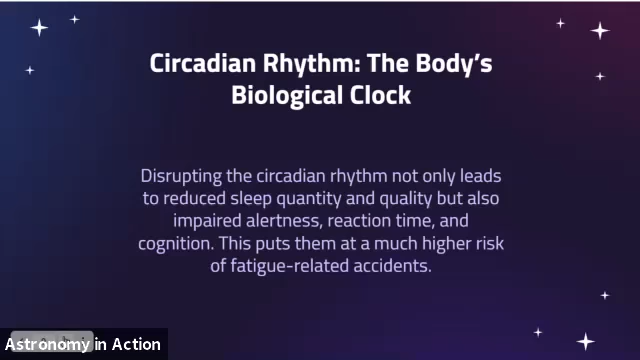 Circadian Rhythm: The Body's
Biological Clock
Disrupting the circadian rhythm not only leads
to reduced sleep quantity and quality but also
impaired alertness, reaction time, and
cognition. This puts them at a much higher risk
of fatigue-related accidents.
Astronomy in Action